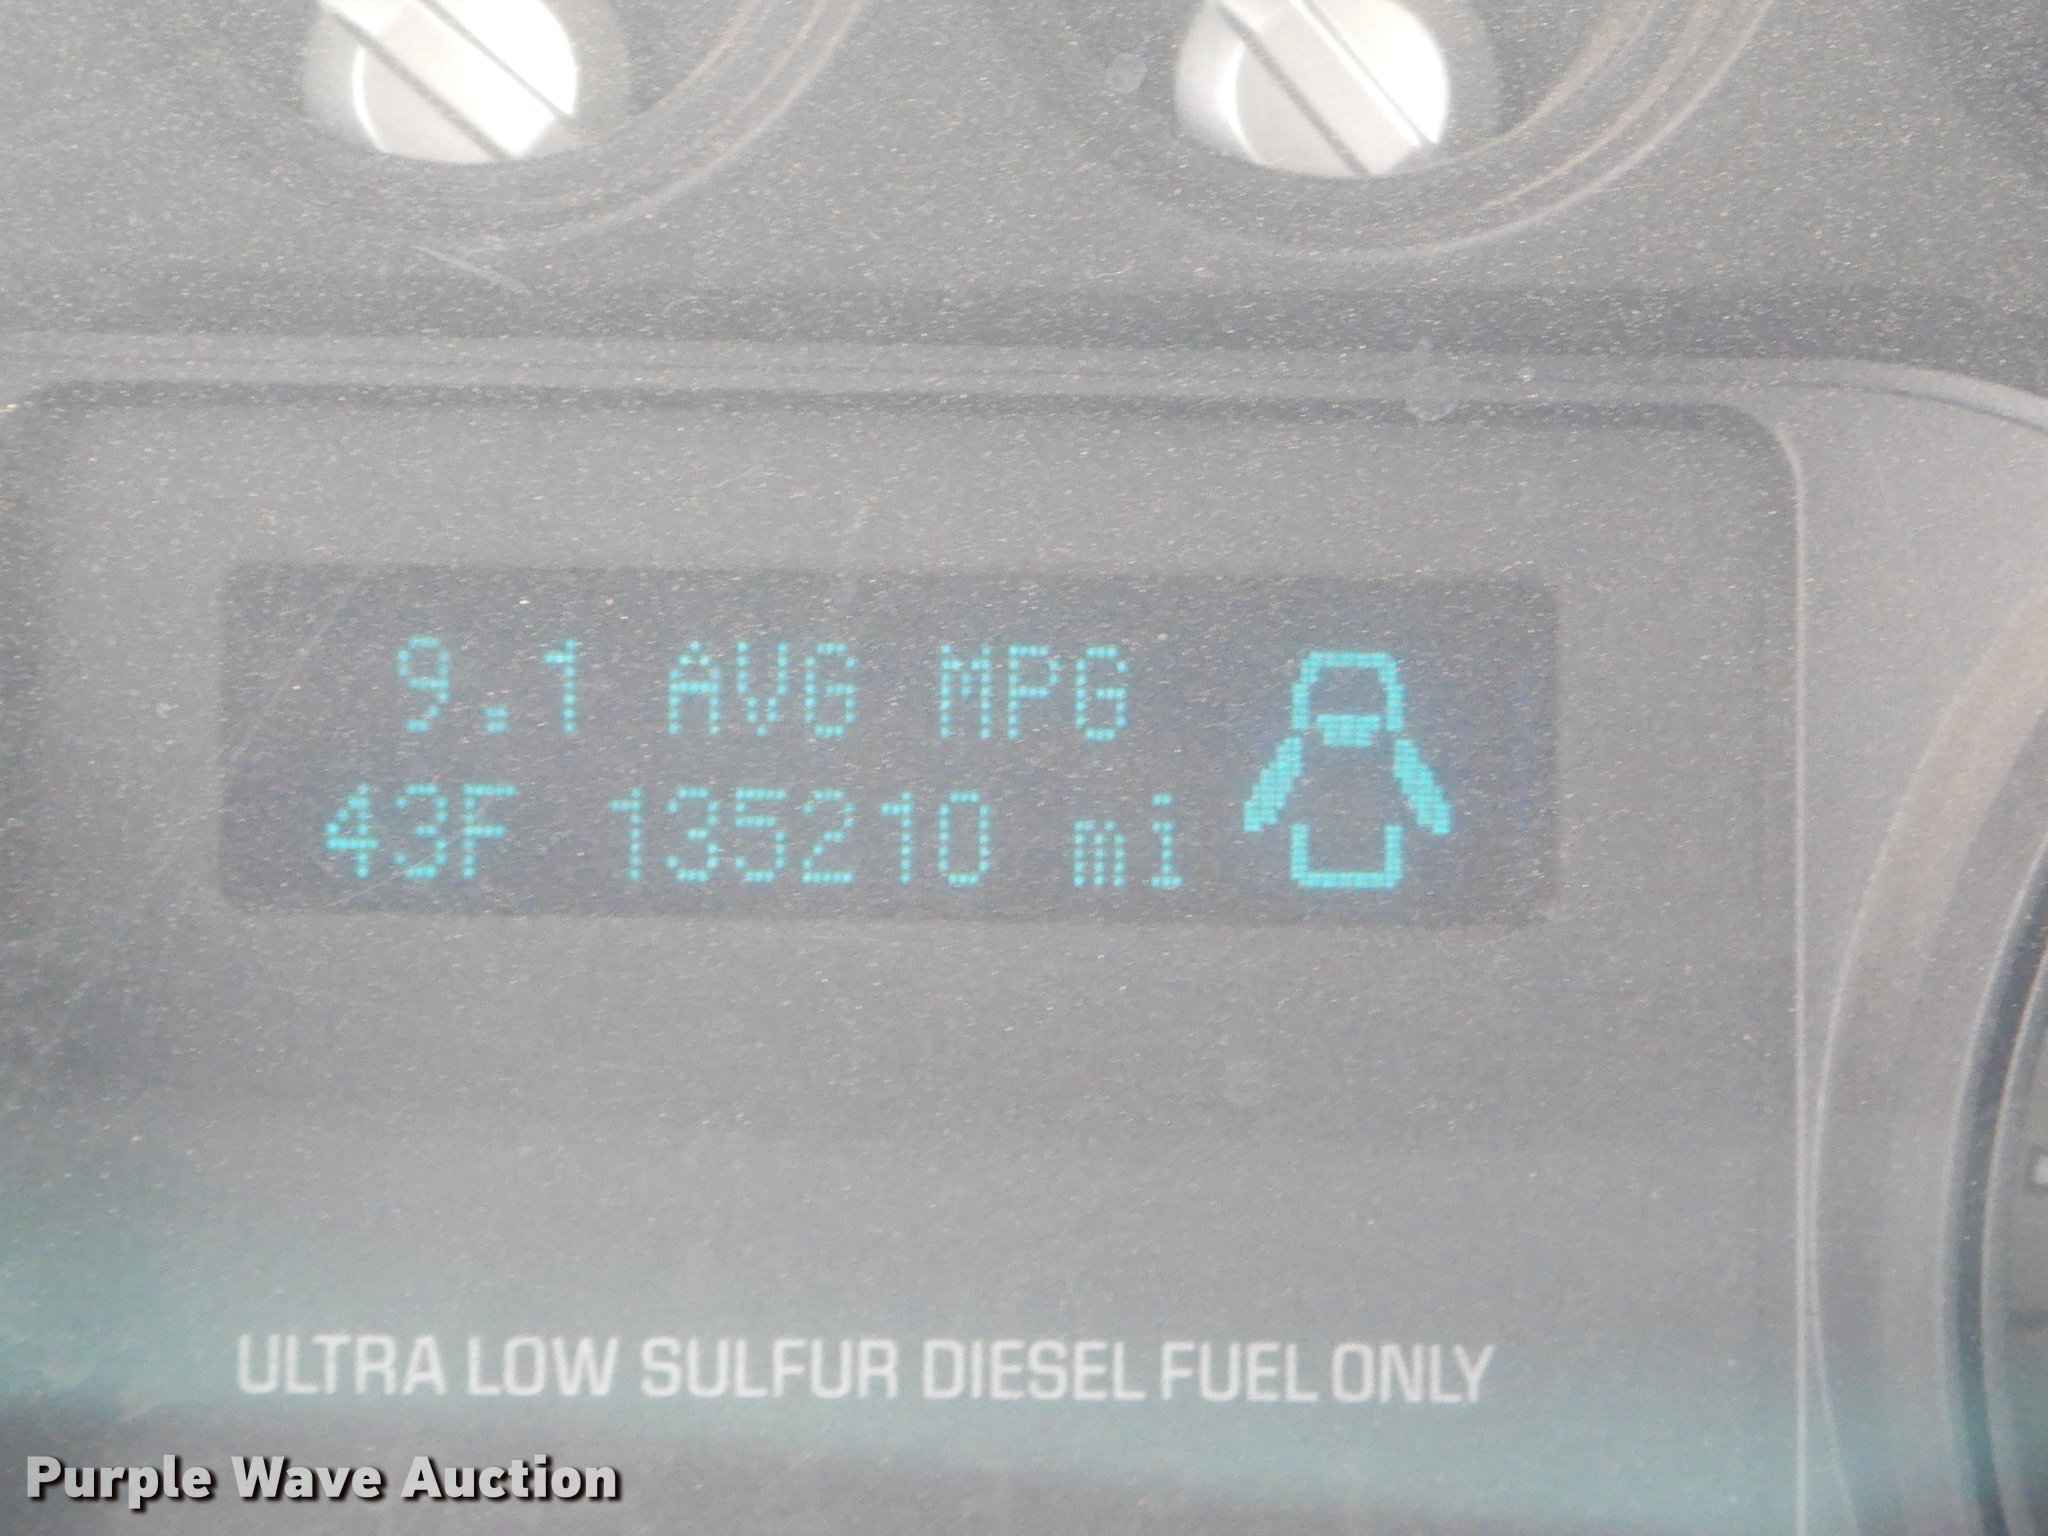 9.1 AVG MPG
43F 135210 mi
ULTRA LOW SULFUR DIESEL FUEL ONLY
Purple Wave Auction